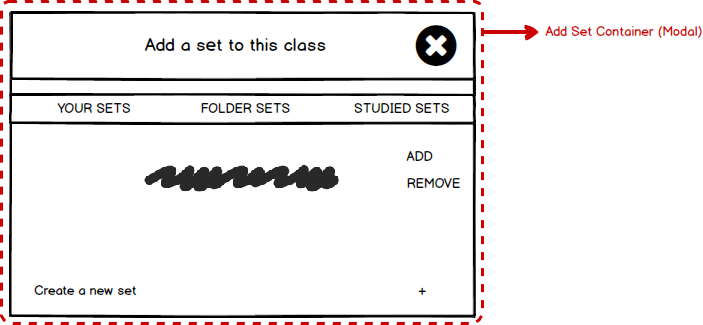 Add a set to this class
Add Set Container (Modal)
YOUR SETS FOLDER SETS STUDIED SETS
ADD
REMOVE
Create a new set +